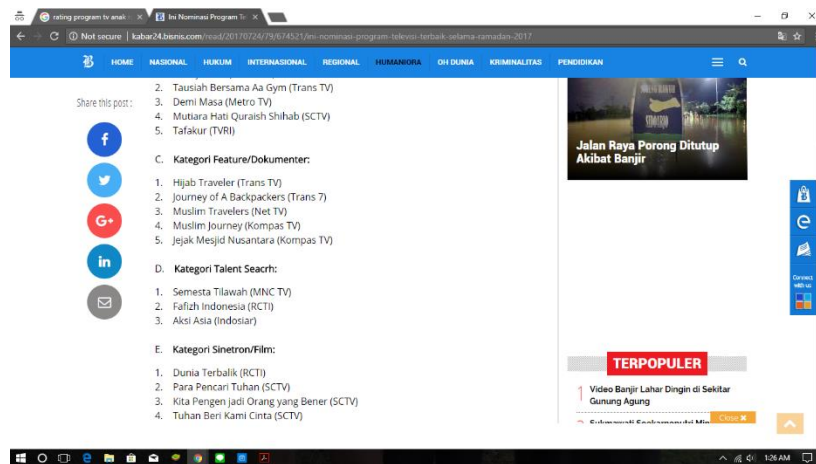 rating program tv anak
Ini Nominasi Program Te
Not secure | kabar24.bisnis.com/read/20170724/79/674521/ini-nominasi-program-televisi-terbaik-selama-ramadan-2017
HOME NASIONAL HUKUM INTERNASIONAL REGIONAL HUMANIORA OH DUNIA KRIMINALITAS PENDIDIKAN
Share this post :
2. Tausiah Bersama Aa Gym (Trans TV)
3. Demi Masa (Metro TV)
4. Mutiara Hati Quraish Shihab (SCTV)
5. Tafakur (TVRI)
C. Kategori Feature/Dokumenter:
1. Hijab Traveler (Trans TV)
2. Journey of A Backpackers (Trans 7)
3. Muslim Travelers (Net TV)
4. Muslim Journey (Kompas TV)
5. Jejak Mesjid Nusantara (Kompas TV)
D. Kategori Talent Seacrh:
1. Semesta Tilawah (MNC TV)
2. Fafizh Indonesia (RCTI)
3. Aksi Asia (Indosiar)
E. Kategori Sinetron/Film:
1. Dunia Terbalik (RCTI)
2. Para Pencari Tuhan (SCTV)
3. Kita Pengen jadi Orang yang Bener (SCTV)
4. Tuhan Beri Kami Cinta (SCTV)
Jalan Raya Porong Ditutup
Akibat Banjir
Connect
with us
TERPOPULER
1 Video Banjir Lahar Dingin di Sekitar
Gunung Agung
Close X
1:26 AM